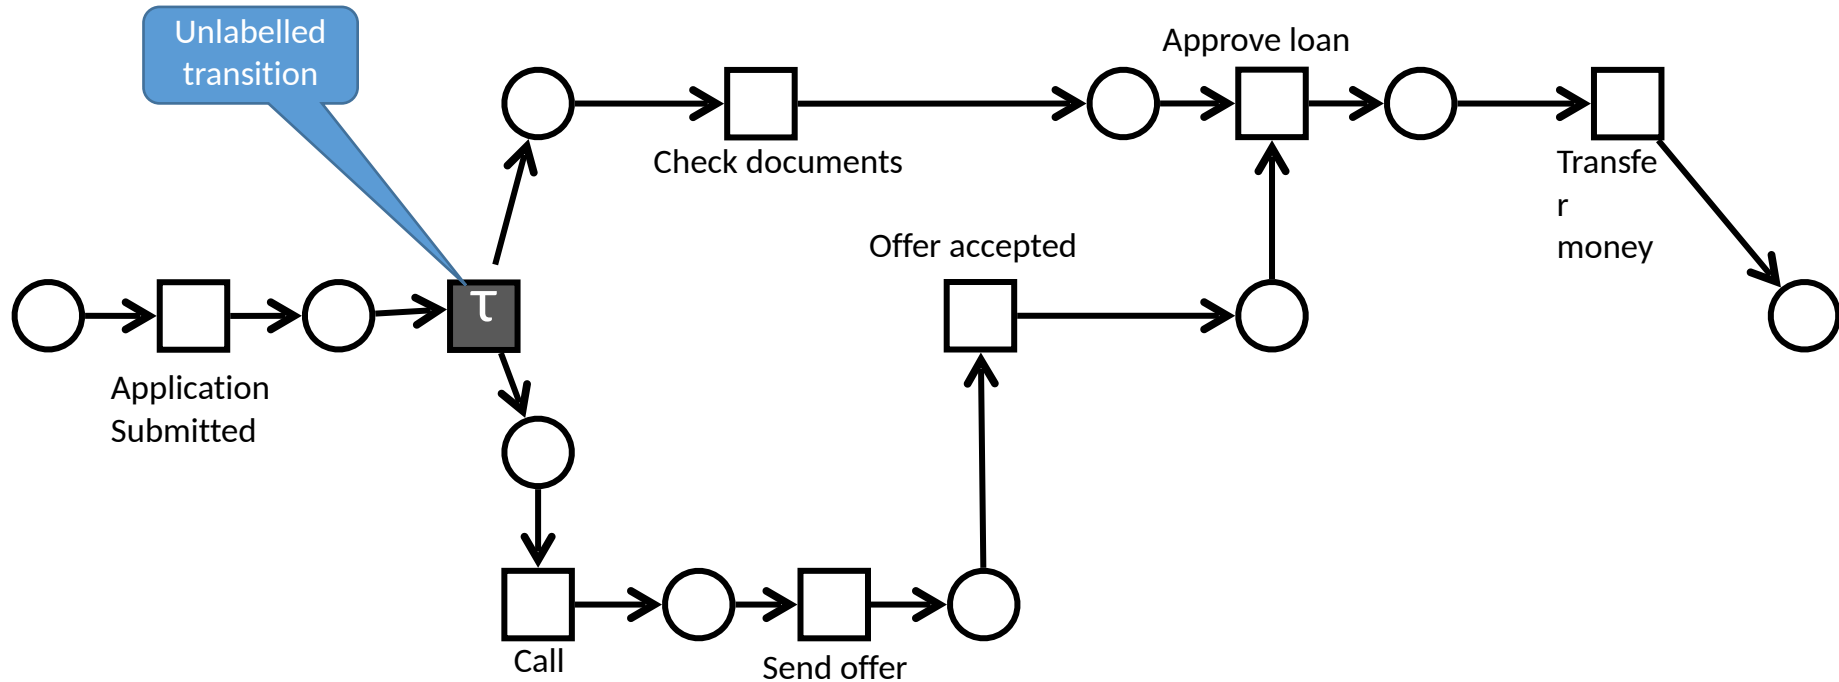 Unlabelled
transition
Approve loan
Check documents
Transfe
r
money
Offer accepted
τ
Application
Submitted
Call
Send offer